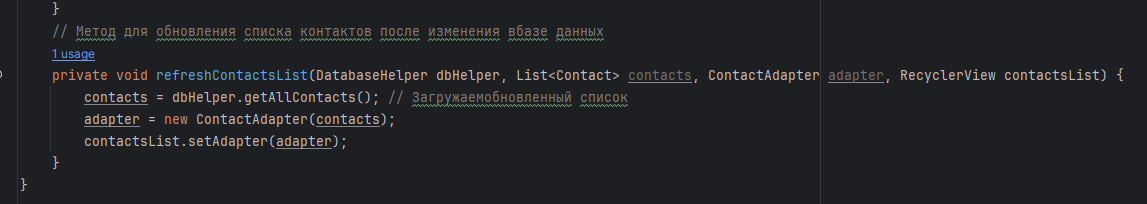 }
// Метод для обновления списка контактов после изменения вбазе данных
1 usage
private void refreshContactsList(DatabaseHelper dbHelper, List<Contact> contacts, ContactAdapter adapter, RecyclerView contactsList) {
contacts = dbHelper.getAllContacts(); // Загружаемобновленный список
adapter = new ContactAdapter(contacts);
contactsList.setAdapter(adapter);
}
}